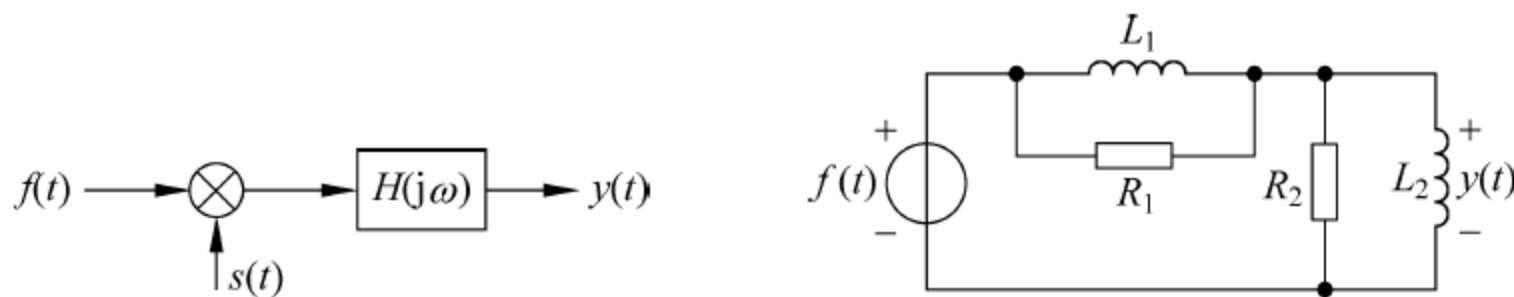 f(t)
H(jω)
y(t)
s(t)
L₁
+
f(t)
−
R₁
R₂
L₂
+
y(t)
−